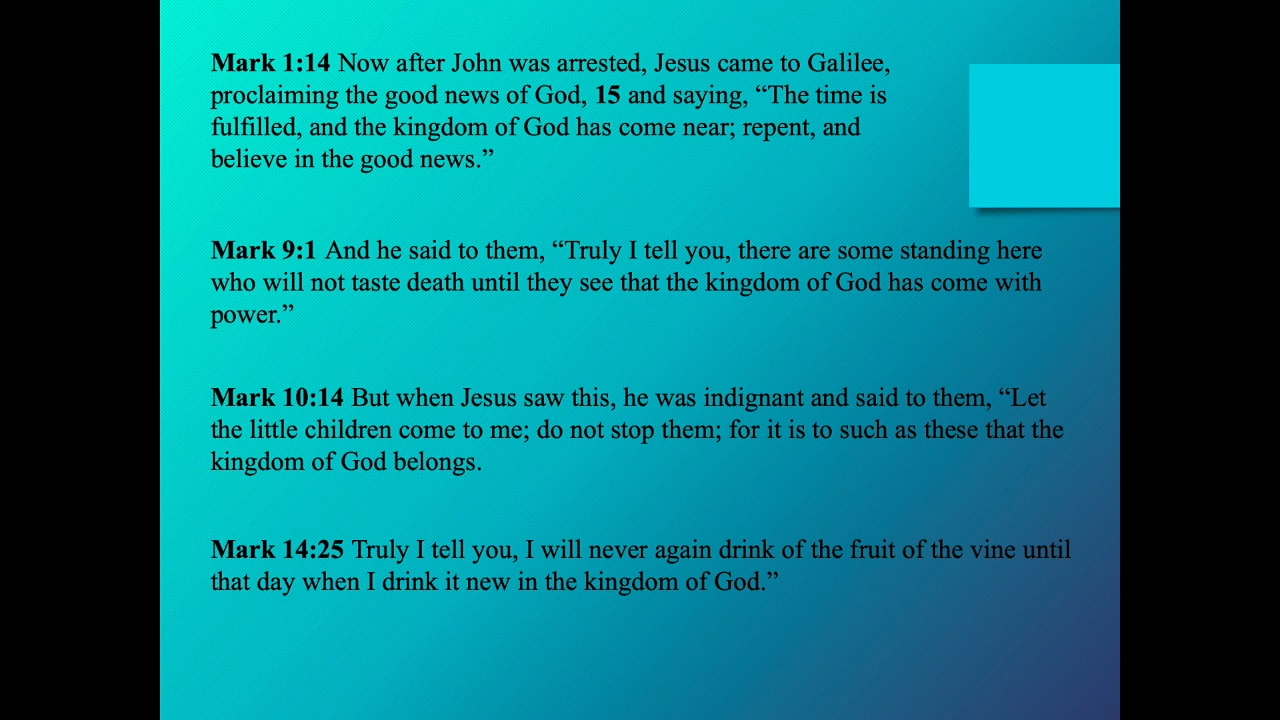 Mark 1:14 Now after John was arrested, Jesus came to Galilee,
proclaiming the good news of God, 15 and saying, “The time is
fulfilled, and the kingdom of God has come near; repent, and
believe in the good news.”
Mark 9:1 And he said to them, “Truly I tell you, there are some standing here
who will not taste death until they see that the kingdom of God has come with
power.”
Mark 10:14 But when Jesus saw this, he was indignant and said to them, “Let
the little children come to me; do not stop them; for it is to such as these that the
kingdom of God belongs.
Mark 14:25 Truly I tell you, I will never again drink of the fruit of the vine until
that day when I drink it new in the kingdom of God.”